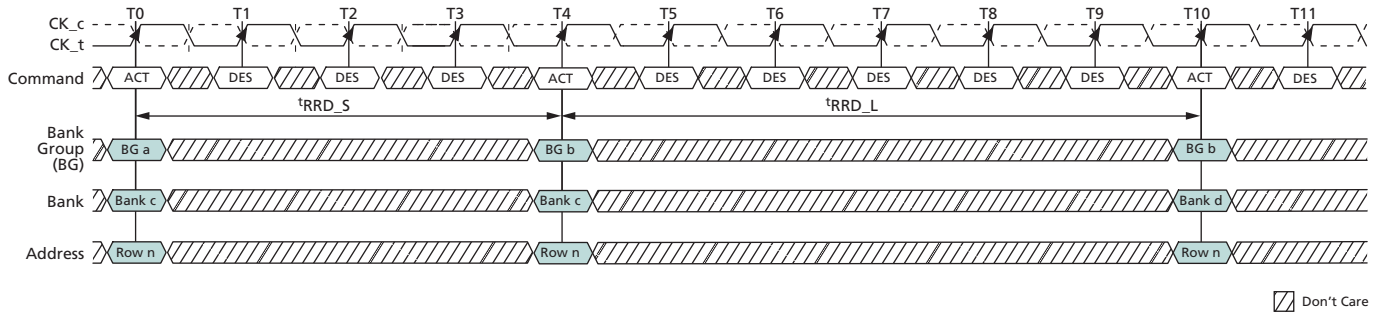 T0 T1 T2 T3 T4 T5 T6 T7 T8 T9 T10 T11
CK_c
CK_t
Command ACT DES DES DES ACT DES DES DES DES DES ACT DES
tRRD_S tRRD_L
Bank
Group
(BG)
BG a BG b BG b
Bank Bank c Bank c Bank d
Address Row n Row n Row n
Don't Care